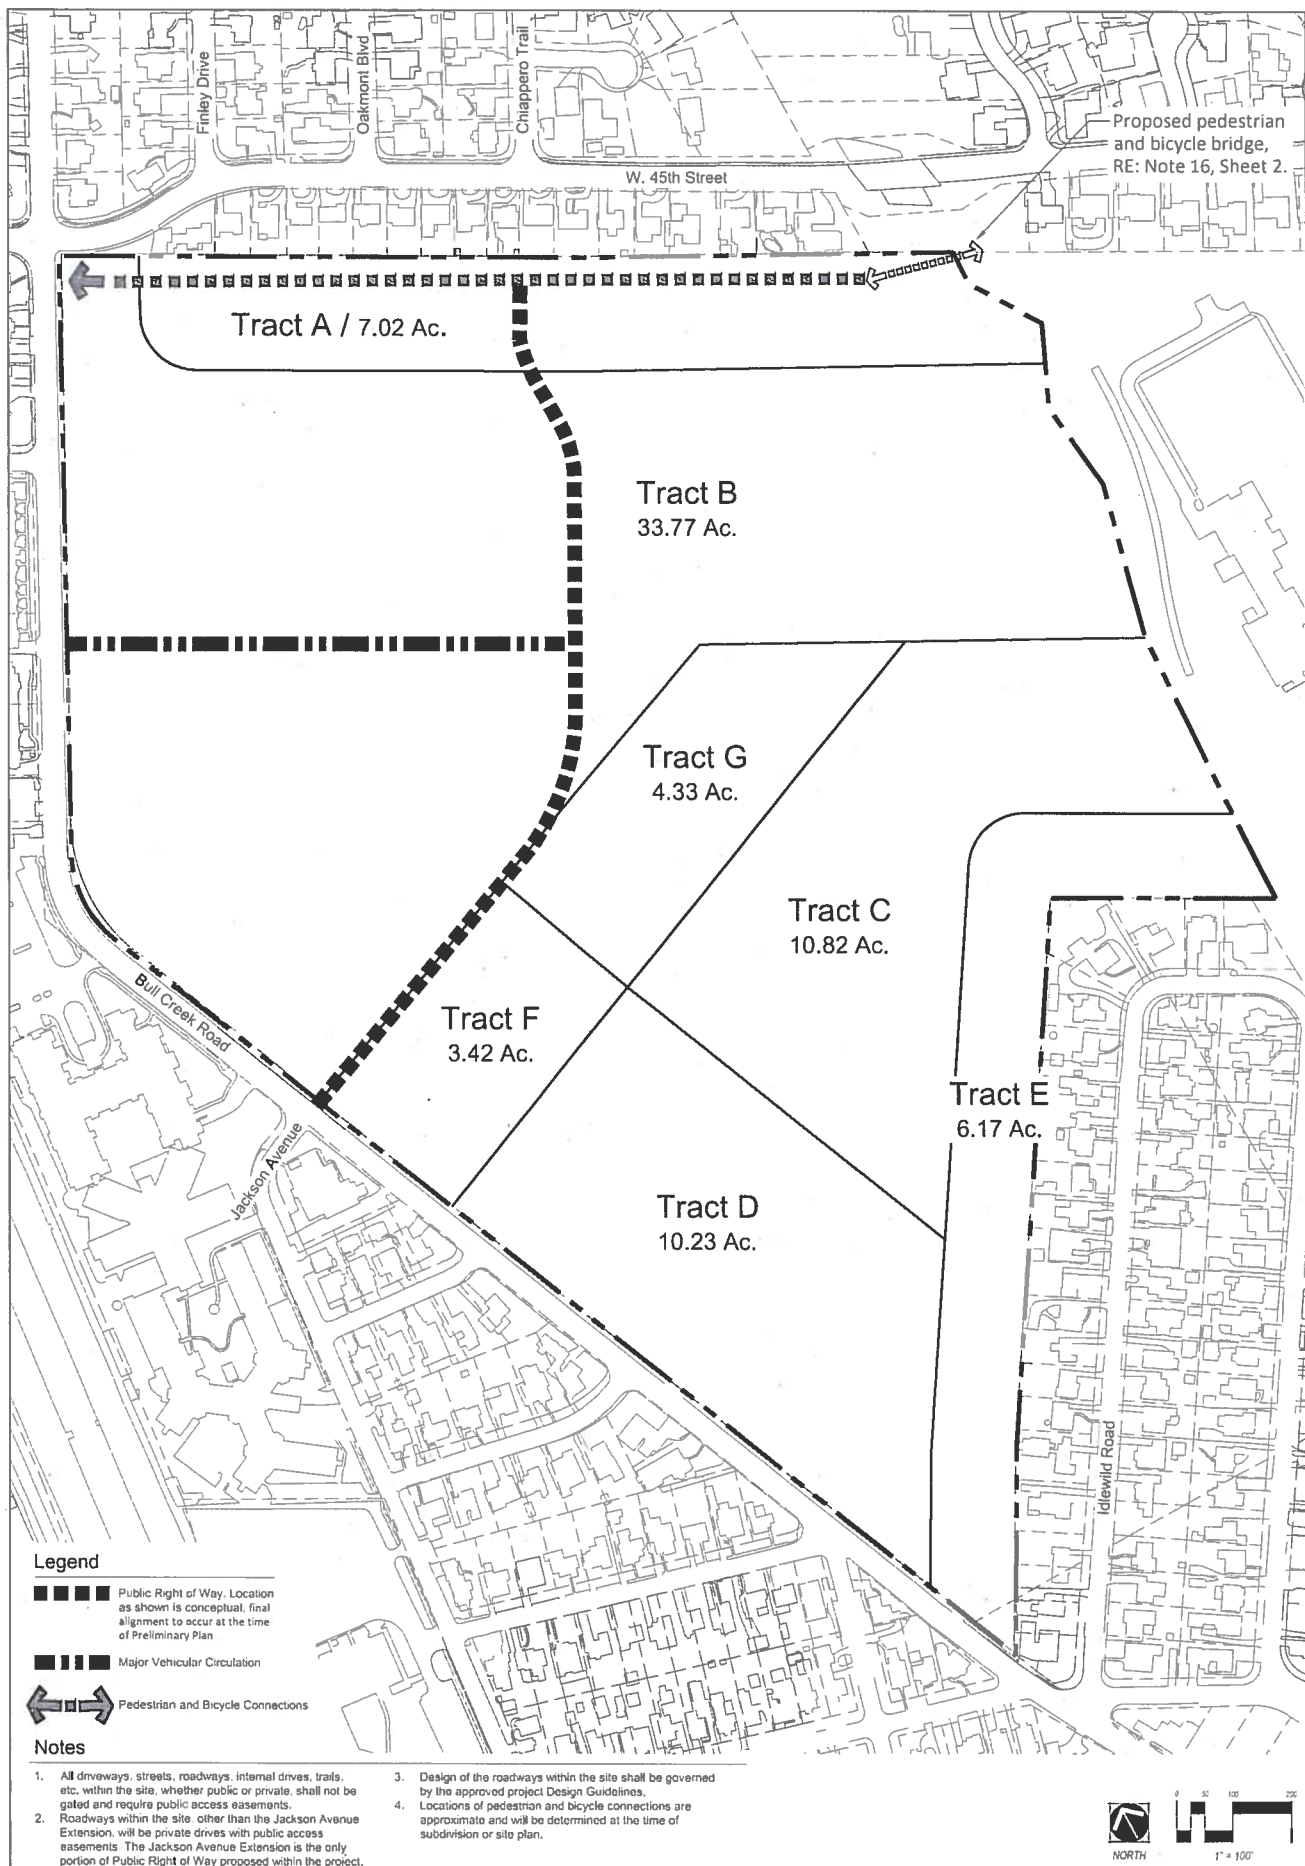 Finley Drive
Oakmont Blvd
Chiappero Trail
Proposed pedestrian
and bicycle bridge,
RE: Note 16, Sheet 2.
W. 45th Street
Tract A / 7.02 Ac.
Tract B
33.77 Ac.
Tract G
4.33 Ac.
Tract C
10.82 Ac.
Bull Creek Road
Tract F
3.42 Ac.
Tract E
6.17 Ac.
Jackson Avenue
Tract D
10.23 Ac.
Idlewild Road
Legend
Public Right of Way. Location
as shown is conceptual, final
alignment to occur at the time
of Preliminary Plan
Major Vehicular Circulation
Pedestrian and Bicycle Connections
Notes
1. All driveways, streets, roadways, internal drives, trails,
etc. within the site, whether public or private, shall not be
gated and require public access easements.
2. Roadways within the site, other than the Jackson Avenue
Extension, will be private drives with public access
easements. The Jackson Avenue Extension is the only
portion of Public Right of Way proposed within the project.
3. Design of the roadways within the site shall be governed
by the approved project Design Guidelines.
4. Locations of pedestrian and bicycle connections are
approximate and will be determined at the time of
subdivision or site plan.
NORTH
0 50 100 200
1" = 100'